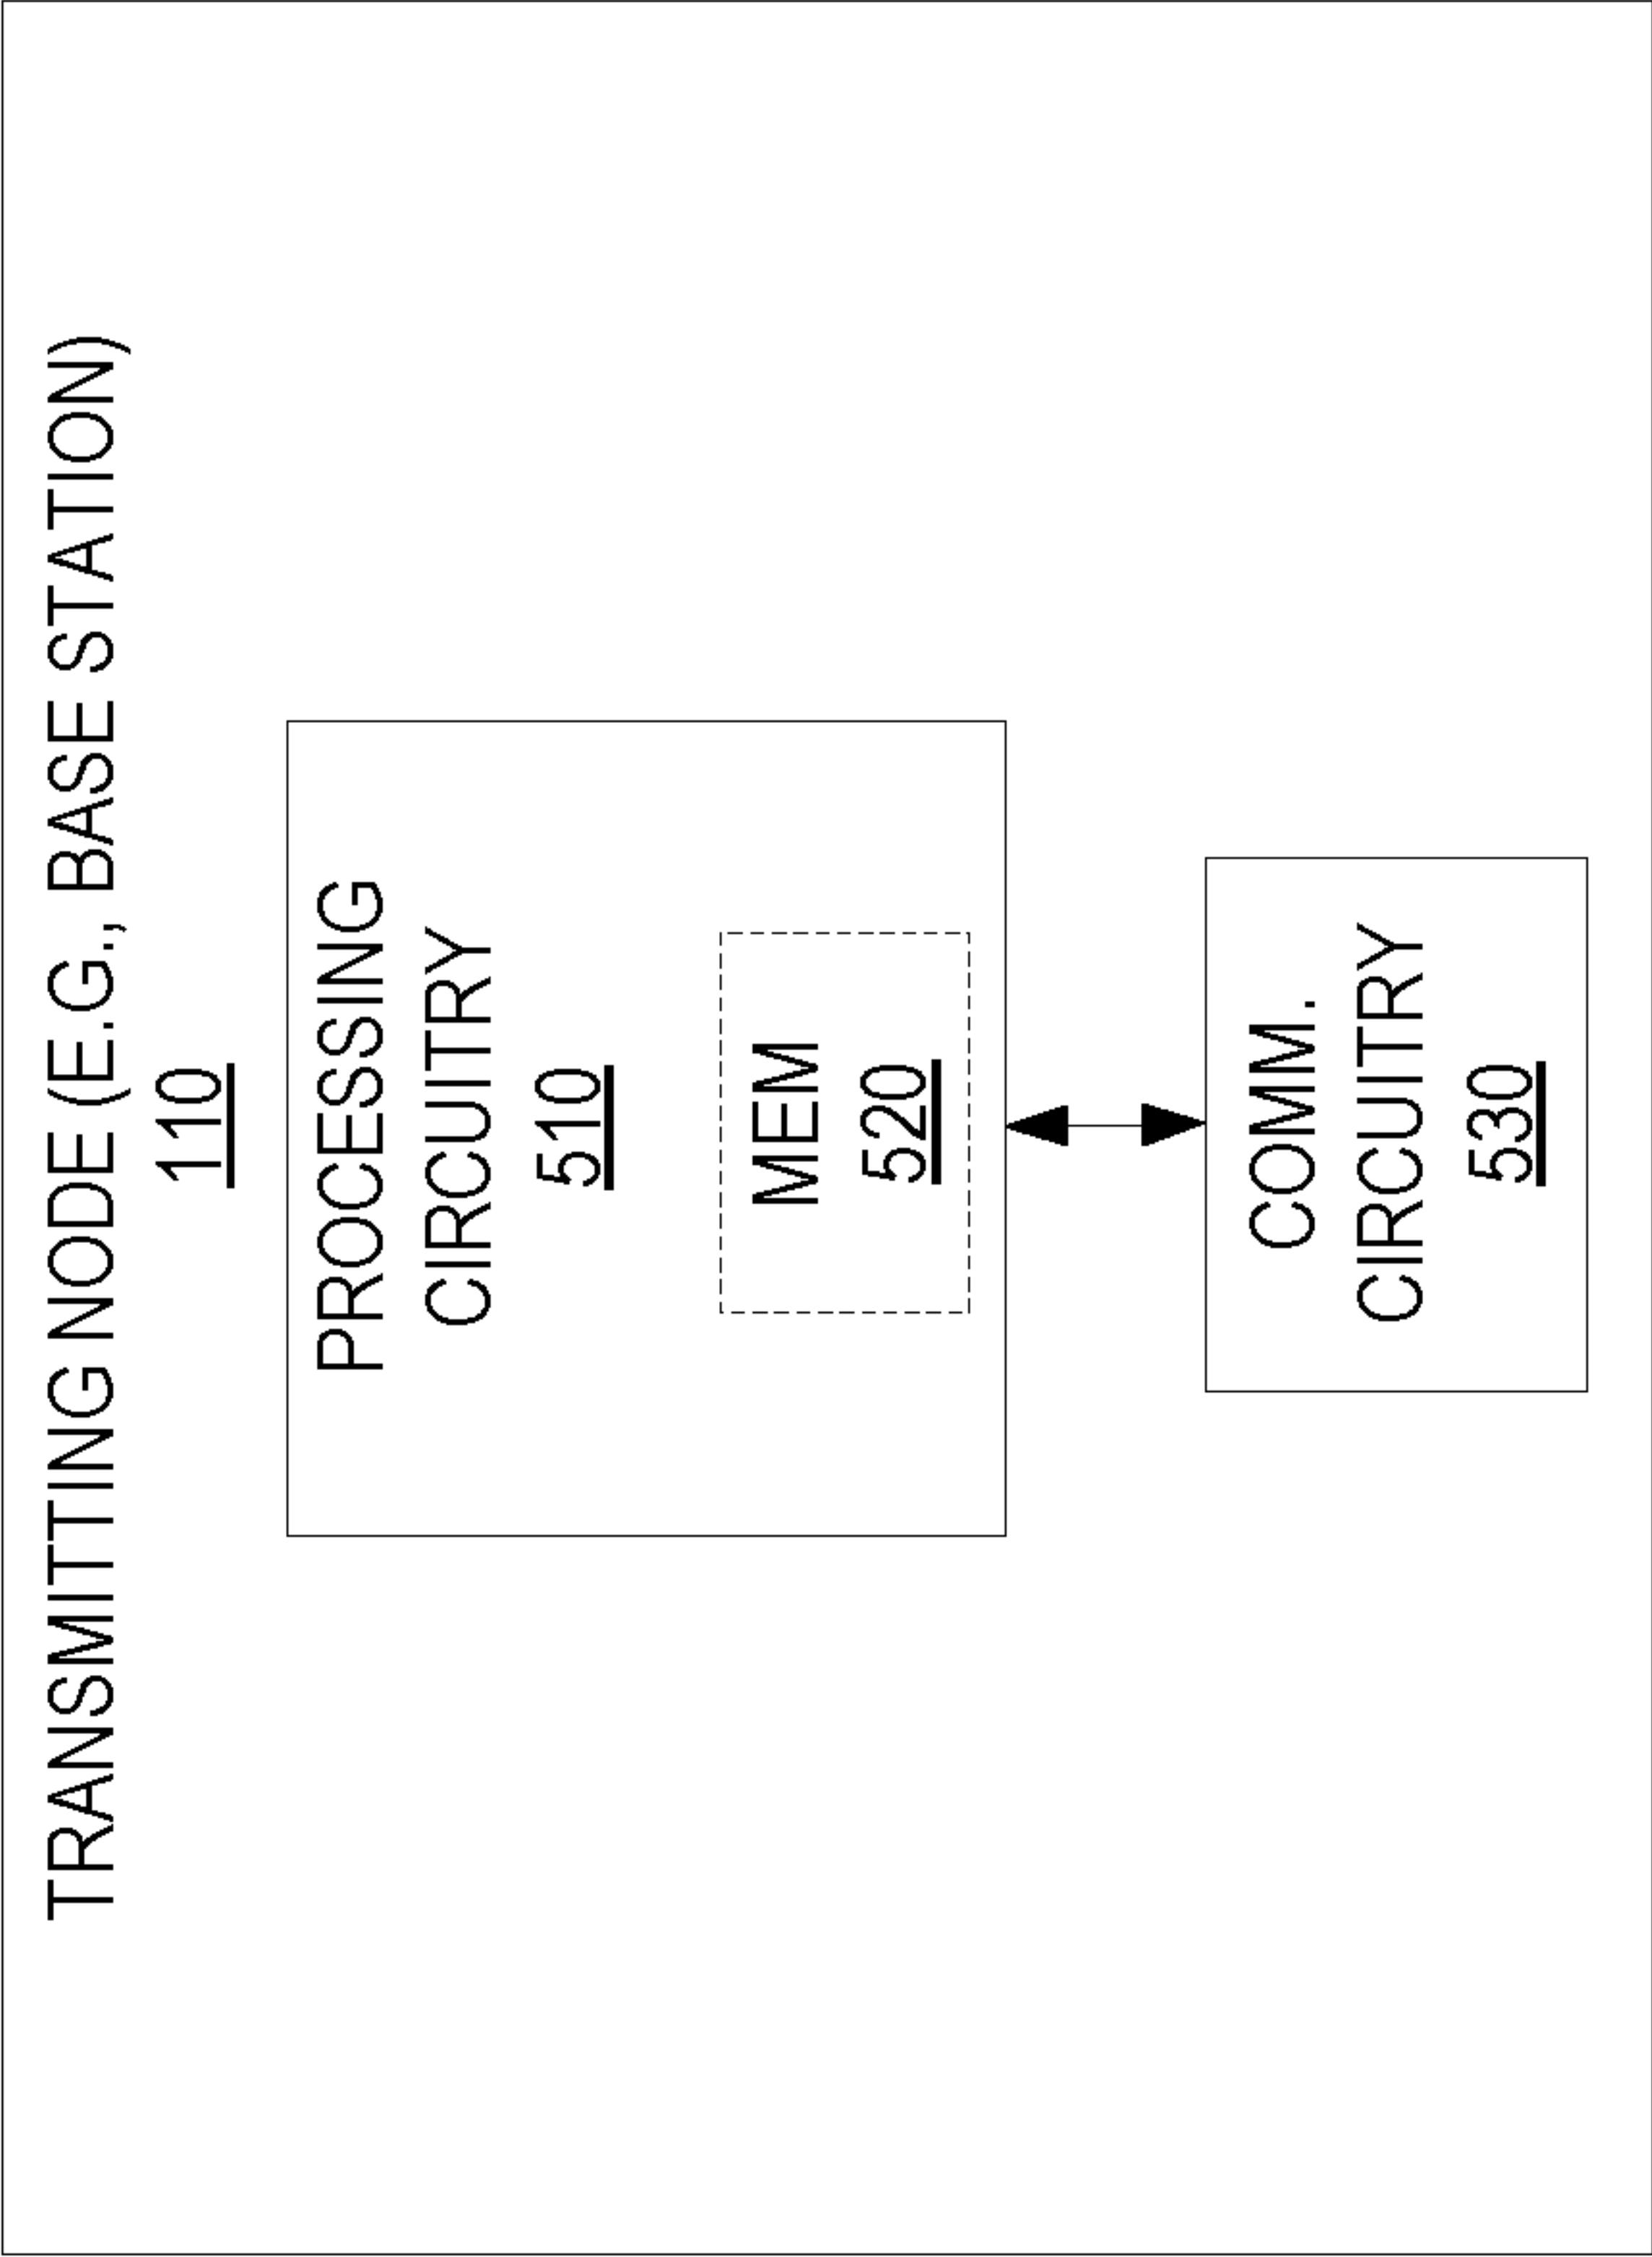 TRANSMITTING NODE (E.G., BASE STATION)
110
PROCESSING
CIRCUITRY
510
MEM
520
COMM.
CIRCUITRY
530